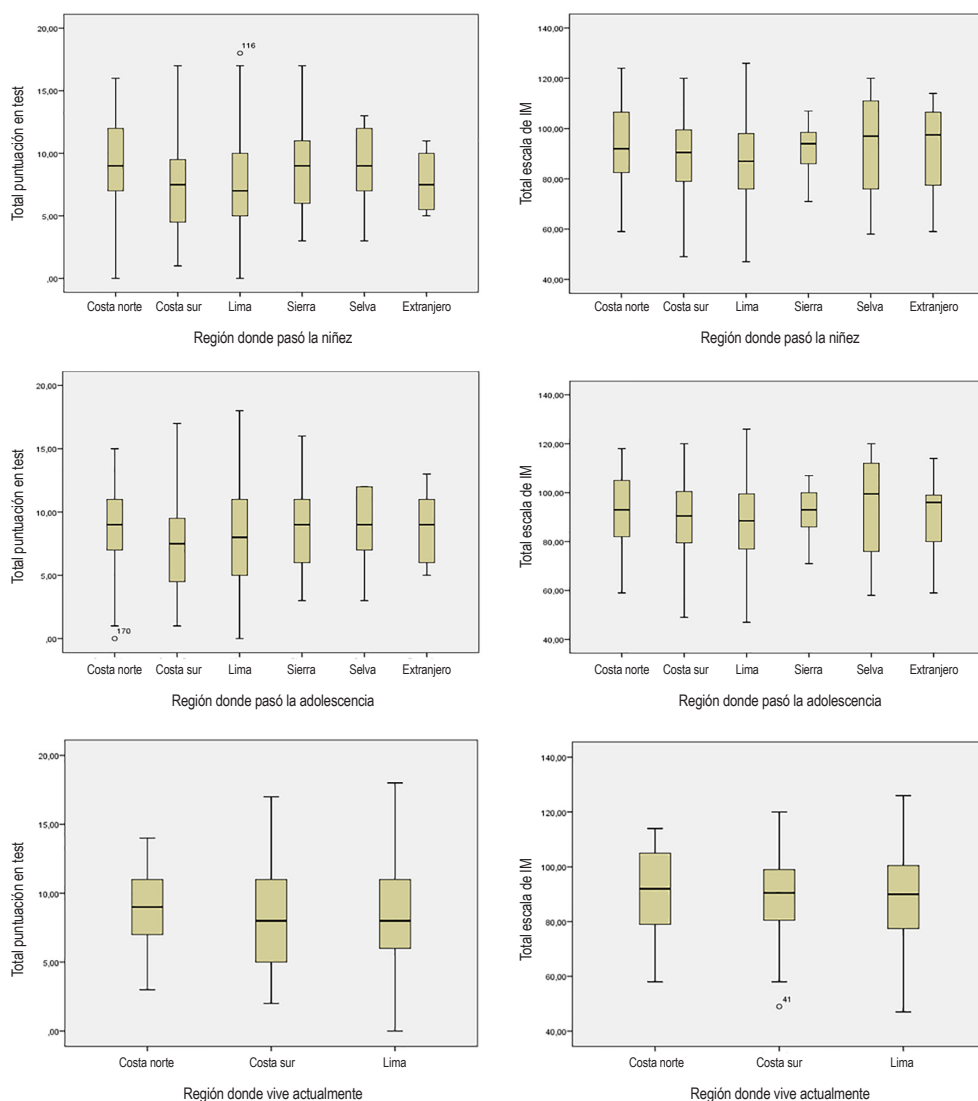 Total puntuación en test
20,00
116
15,00
10,00
5,00
,00
Costa norte Costa sur Lima Sierra Selva Extranjero
Región donde pasó la niñez
Total escala de IM
140,00
120,00
100,00
80,00
60,00
40,00
Costa norte Costa sur Lima Sierra Selva Extranjero
Región donde pasó la niñez
Total puntuación en test
20,00
15,00
10,00
5,00
,00
170
Costa norte Costa sur Lima Sierra Selva Extranjero
Región donde pasó la adolescencia
Total escala de IM
140,00
120,00
100,00
80,00
60,00
40,00
Costa norte Costa sur Lima Sierra Selva Extranjero
Región donde pasó la adolescencia
Total puntuación en test
20,00
15,00
10,00
5,00
,00
Costa norte Costa sur Lima
Región donde vive actualmente
Total escala de IM
140,00
120,00
100,00
80,00
60,00
41
40,00
Costa norte Costa sur Lima
Región donde vive actualmente